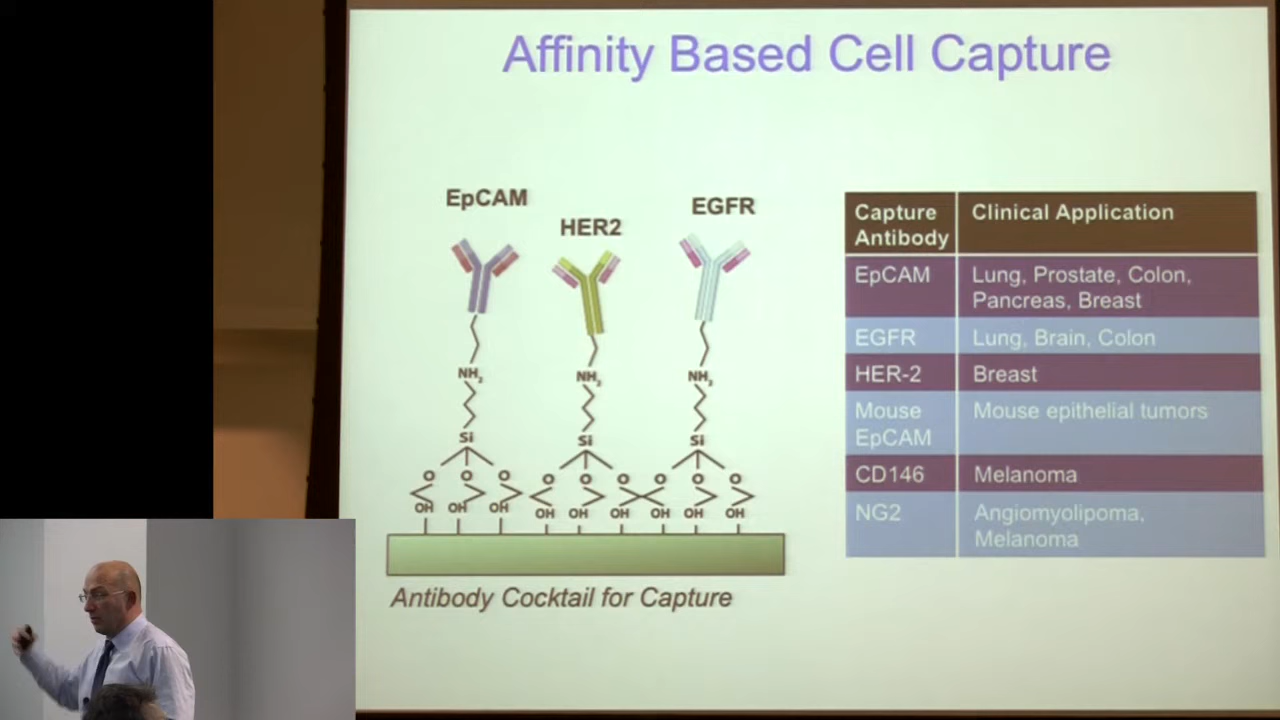 Affinity Based Cell Capture
EpCAM
HER2
EGFR
NH2
NH2
NH2
Si
Si
Si
O O O O O O O O O
OH OH OH OH OH OH OH OH OH
Antibody Cocktail for Capture
Capture Antibody
Clinical Application
EpCAM
Lung, Prostate, Colon,
Pancreas, Breast
EGFR
Lung, Brain, Colon
HER-2
Breast
Mouse
EpCAM
Mouse epithelial tumors
CD146
Melanoma
NG2
Angiomyolipoma,
Melanoma